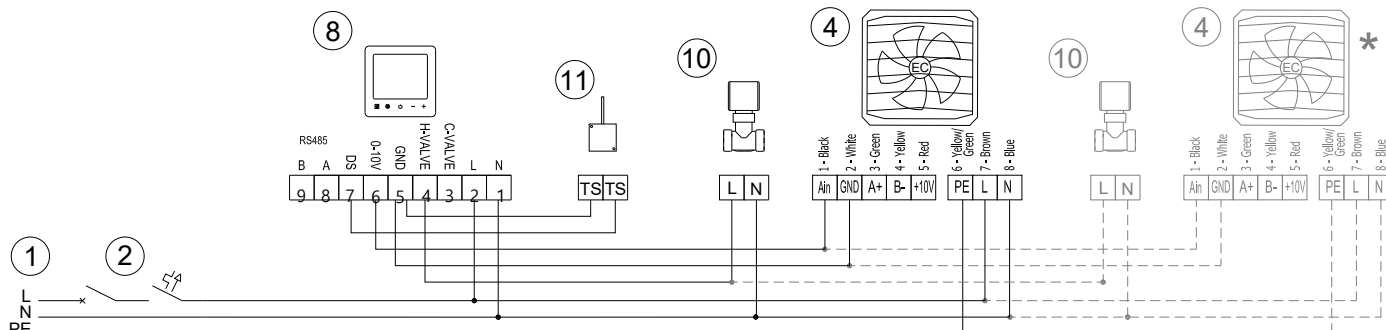 8
11
10
4
10
4
*
EC
EC
RS485
B
A
DS
0-10V
GND
H-VALVE
C-VALVE
L
N
9 8 7 6 5 4 3 2 1
TS TS
L N
1 - Black
2 - White
3 - Green
4 - Yellow
5 - Red
6 - Yellow/
Green
7 - Brown
8 - Blue
Ain GND A+ B- +10V PE L N
L N
1 - Black
2 - White
3 - Green
4 - Yellow
5 - Red
6 - Yellow/
Green
7 - Brown
8 - Blue
Ain GND A+ B- +10V PE L N
1
2
L
N
PE